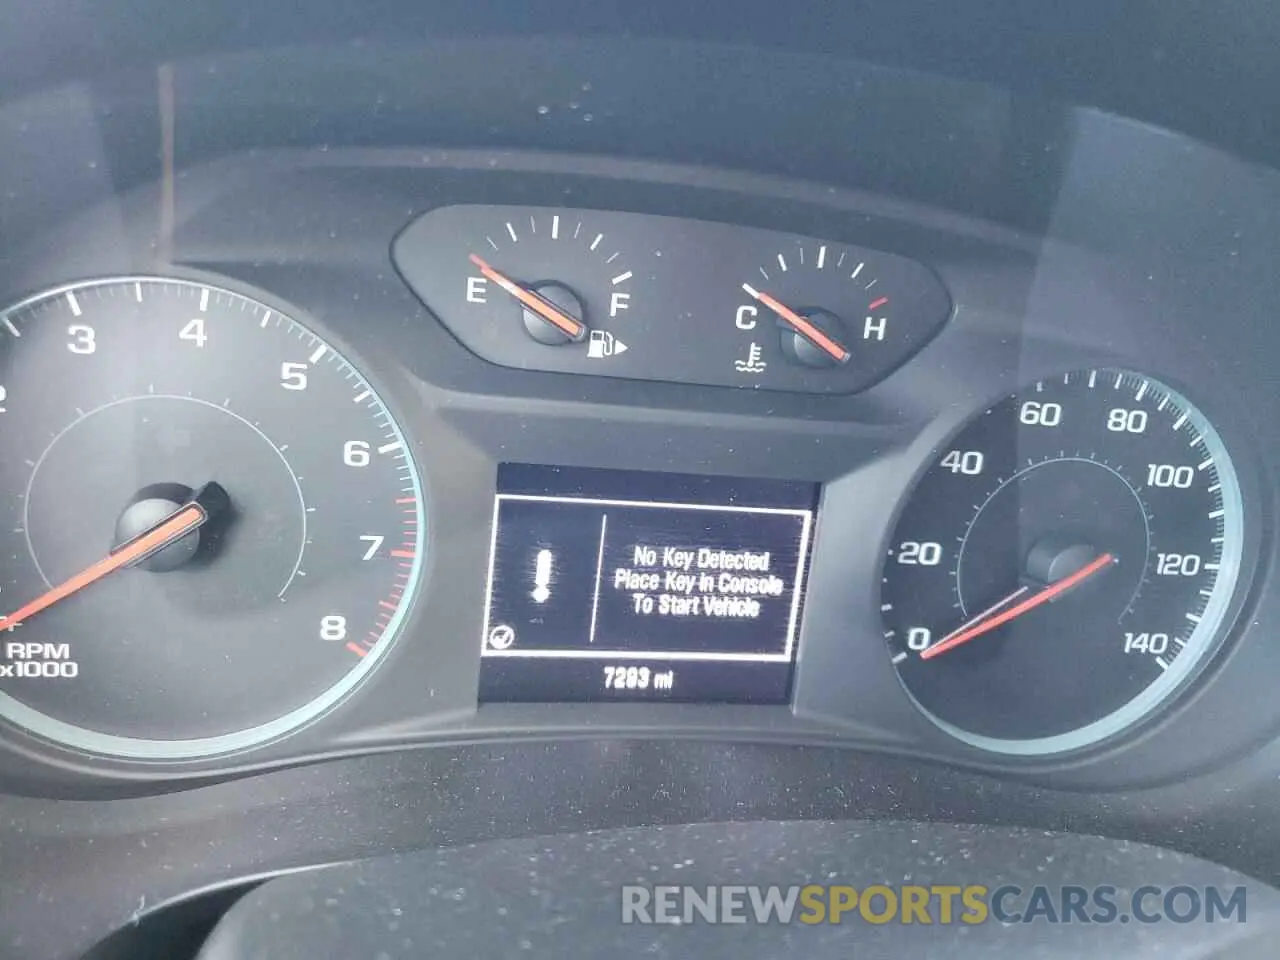 E
F
C
H
2
3
4
5
6
7
8
RPM
x1000
No Key Detected
Place Key in Console
To Start Vehicle
7293 mi
0
20
40
60
80
100
120
140
RENEWSPORTSCARS.COM